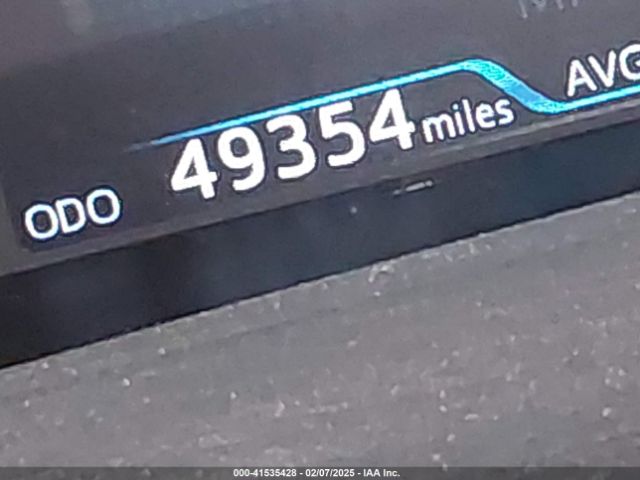 AVG
ODO 49354 miles
000-41535428 - 02/07/2025 - IAA Inc.